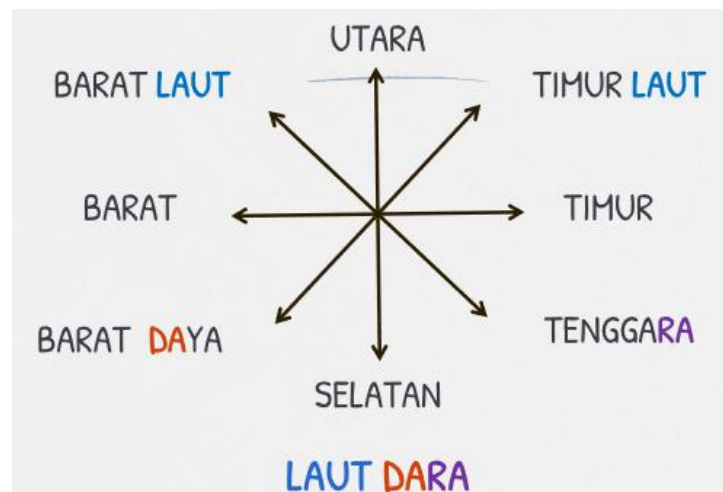 UTARA
BARAT LAUT
TIMUR LAUT
BARAT
TIMUR
BARAT DAYA
TENGGARA
SELATAN
LAUT DARA